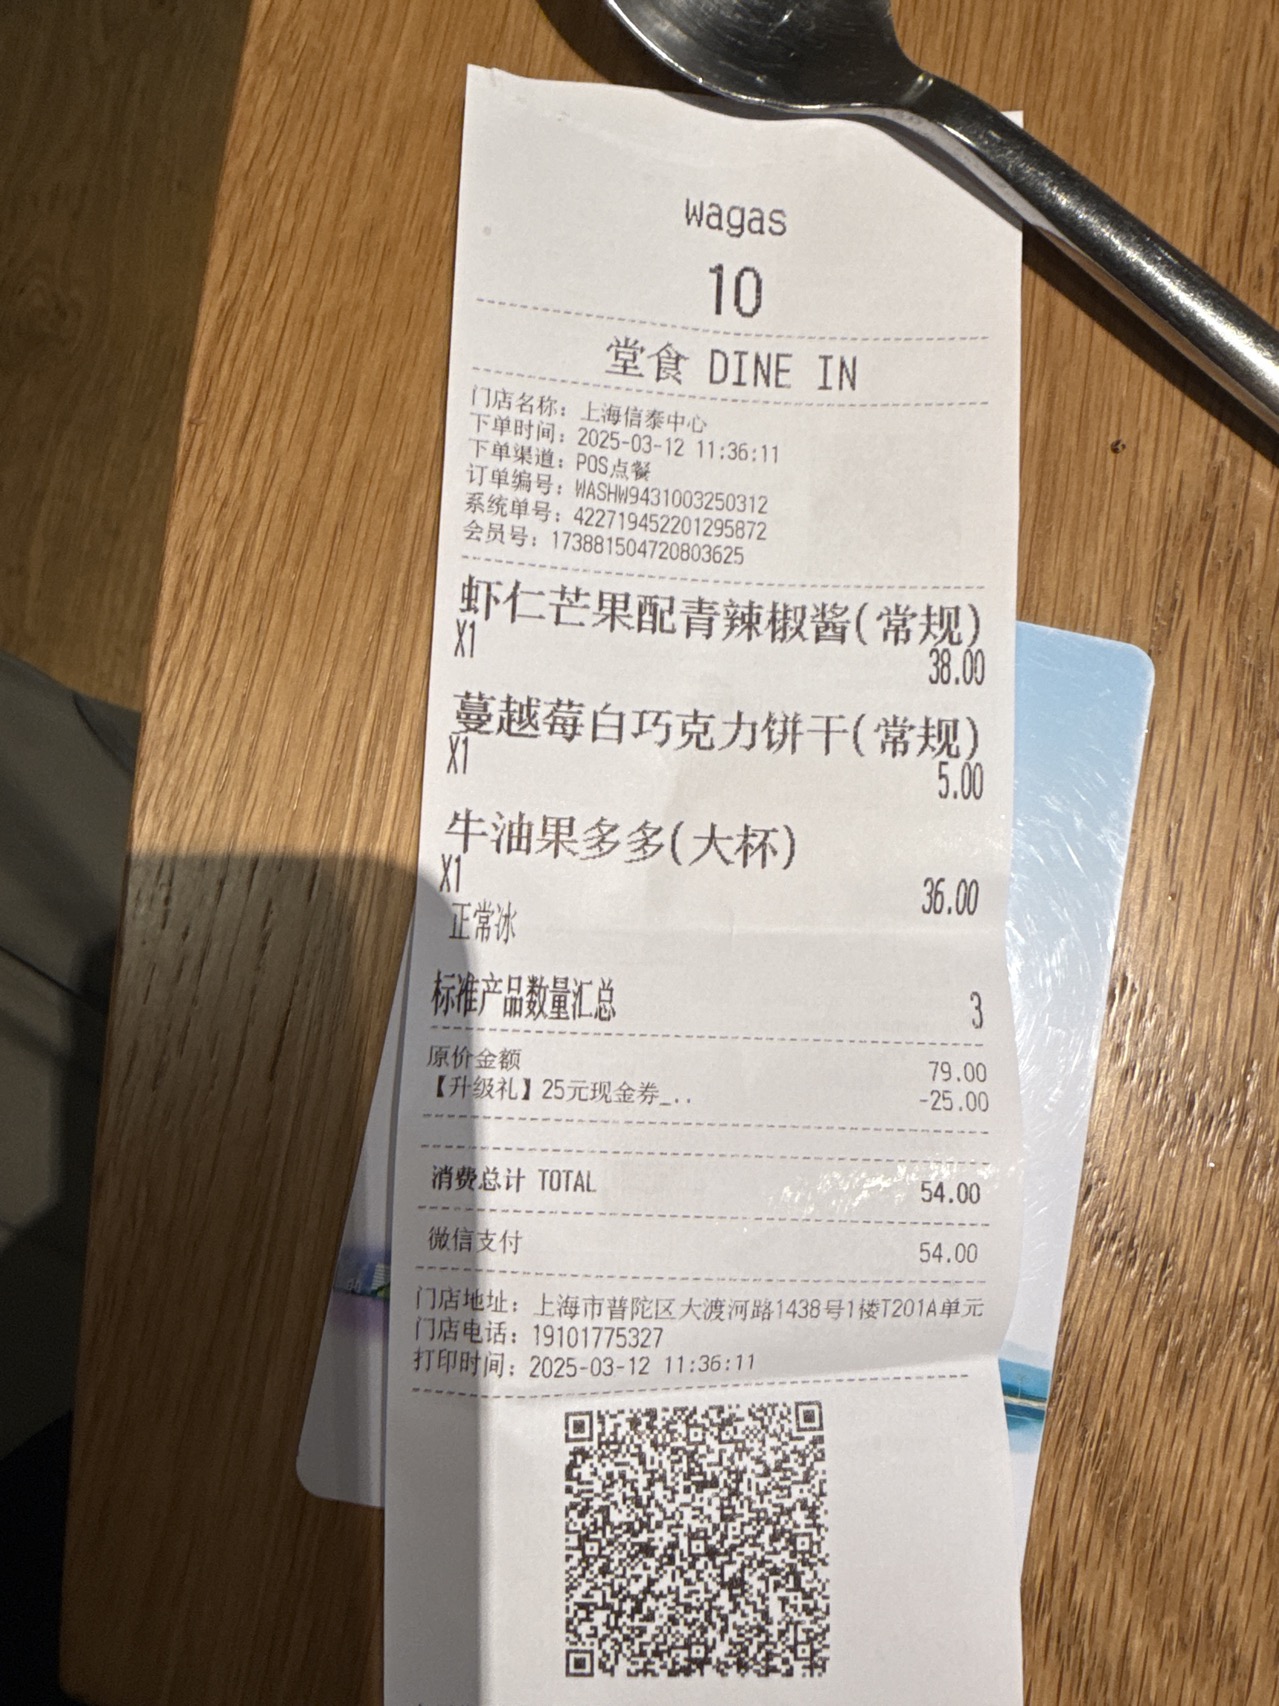 wagas
10
堂食 DINE IN
门店名称：上海信泰中心
下单时间：2025-03-12 11:36:11
下单渠道：POS点餐
订单编号：WASHW9431003250312
系统单号：422719452201295872
会员号：1738815047208036​25
虾仁芒果配青辣椒酱(常规)
X1 38.00
蔓越莓白巧克力饼干(常规)
X1 5.00
牛油果多多(大杯)
X1 36.00
正常冰
标准产品数量汇总 3
原价金额 79.00
【升级礼】25元现金券_.. -25.00
消费总计 TOTAL 54.00
微信支付 54.00
门店地址：上海市普陀区大渡河路1438号1楼T201A单元
门店电话：19101775327
打印时间：2025-03-12 11:36:11